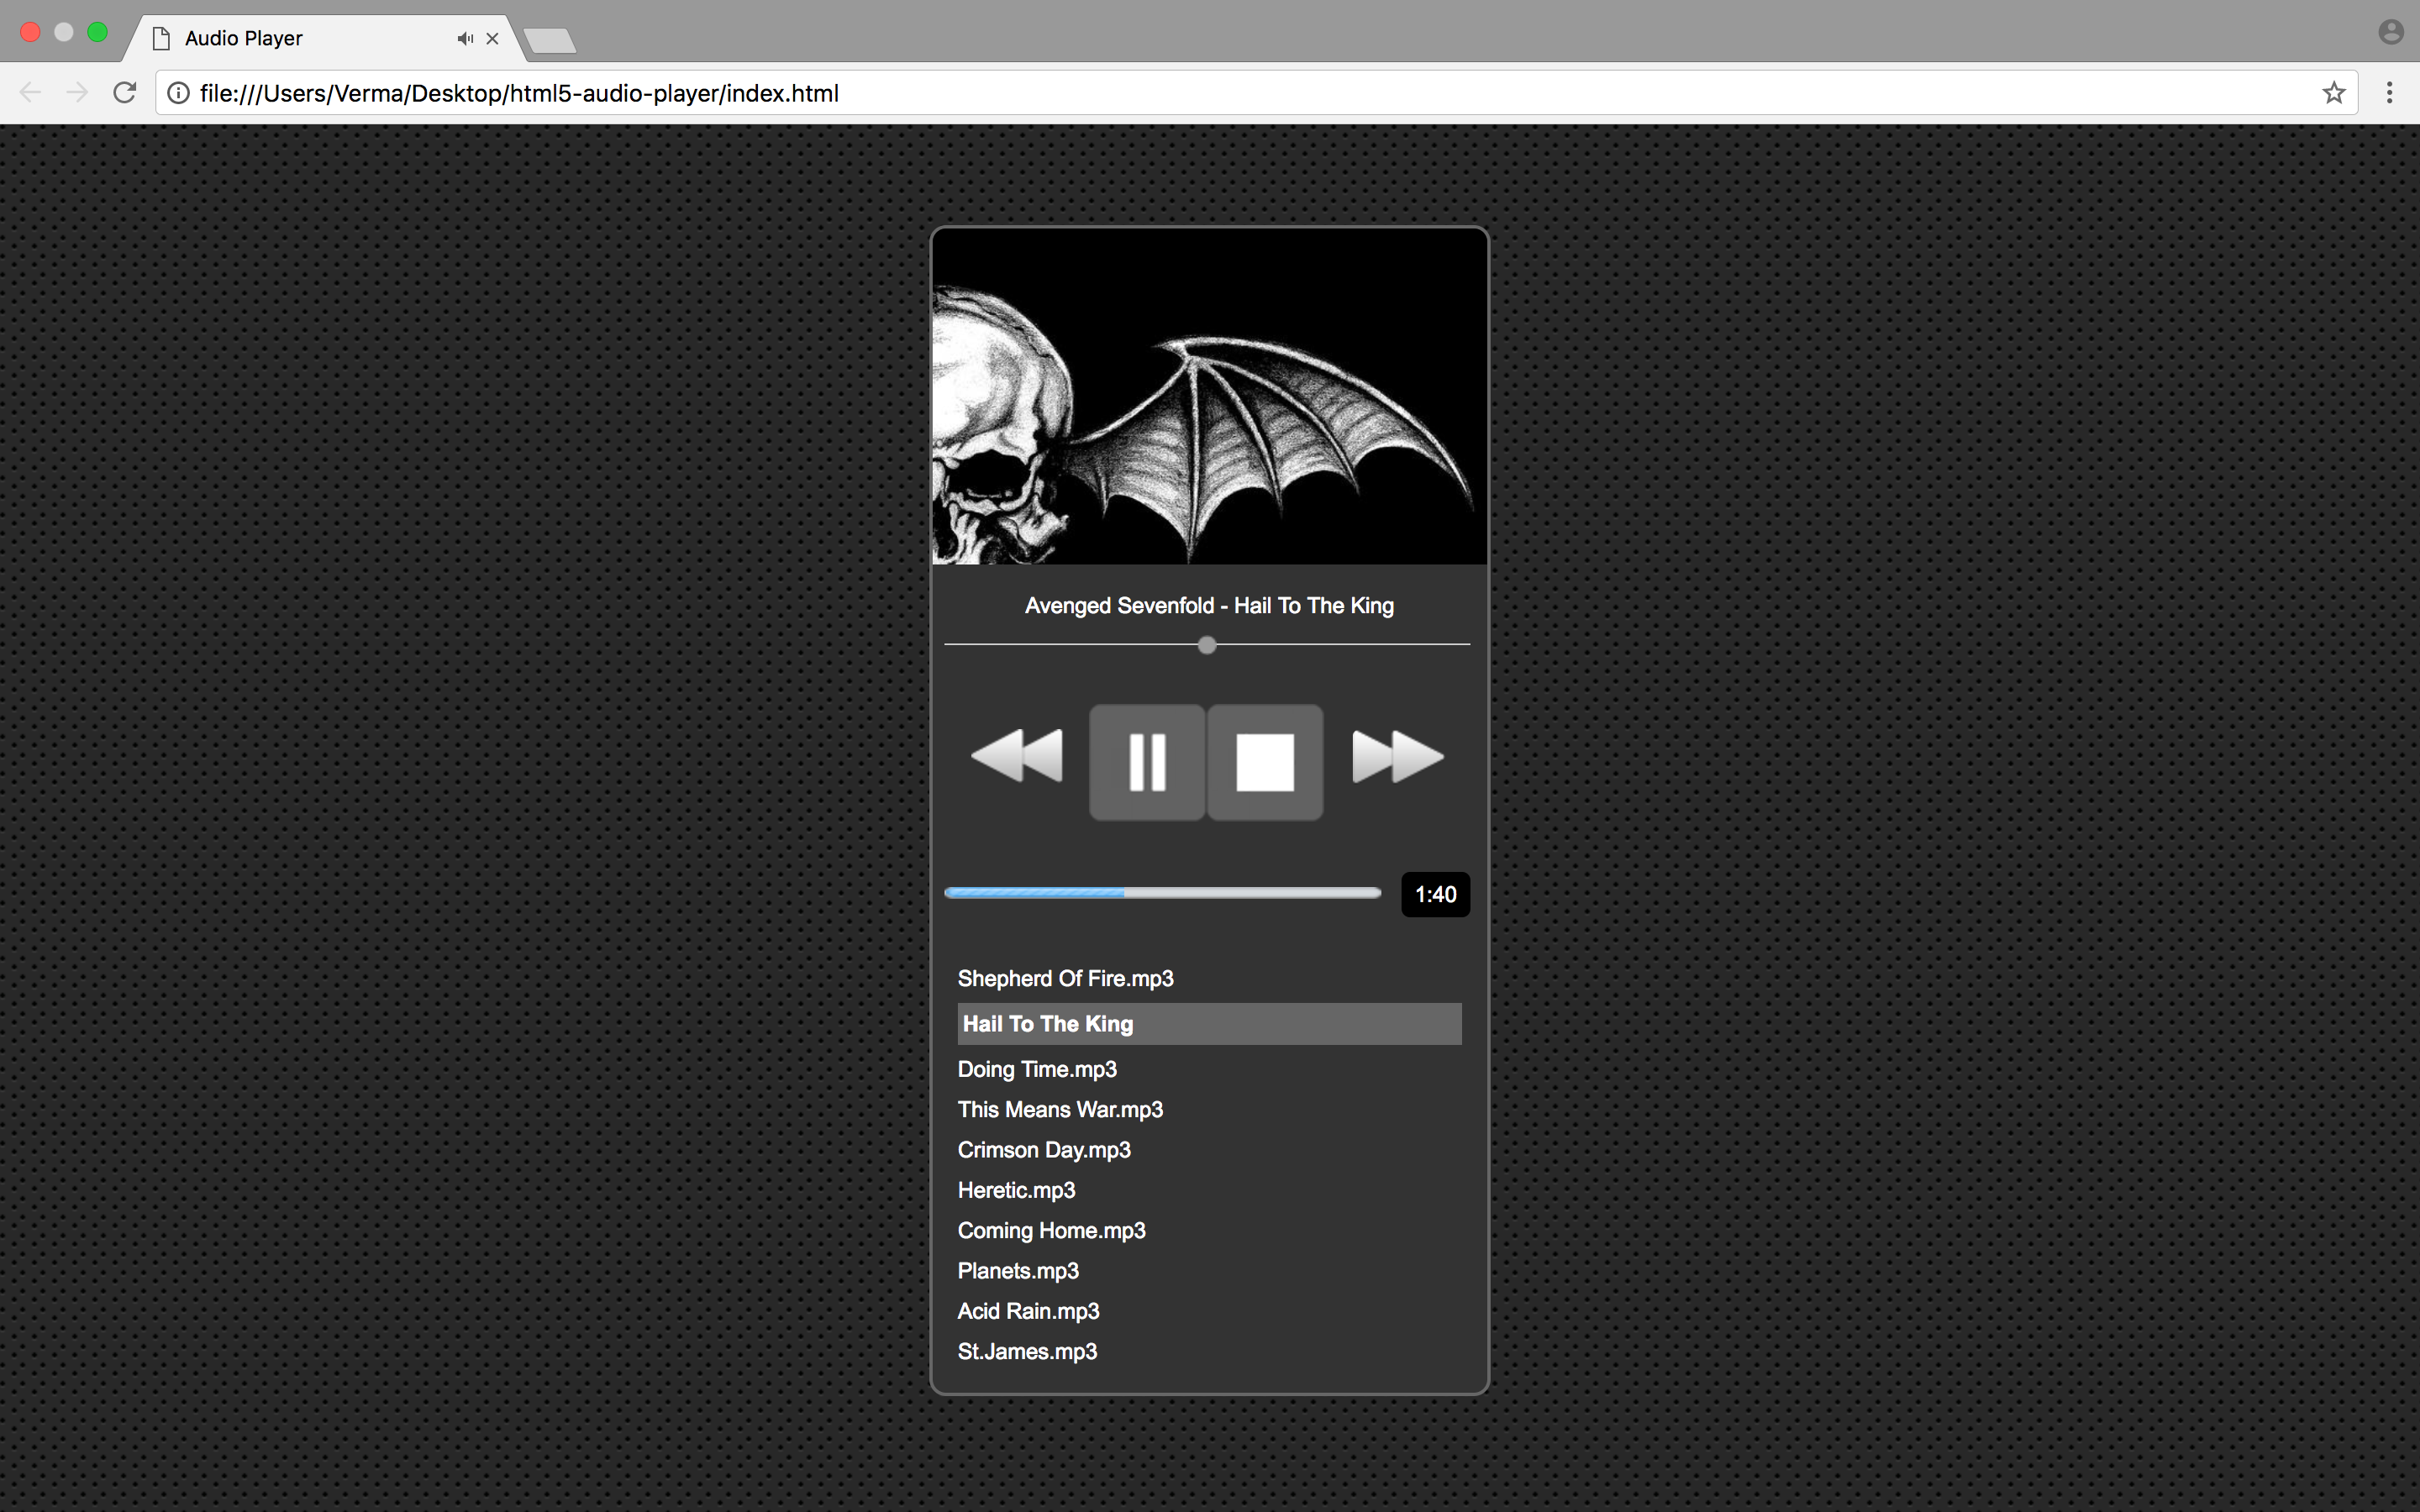 Audio Player
file:///Users/Verma/Desktop/html5-audio-player/index.html
Avenged Sevenfold - Hail To The King
1:40
Shepherd Of Fire.mp3
Hail To The King
Doing Time.mp3
This Means War.mp3
Crimson Day.mp3
Heretic.mp3
Coming Home.mp3
Planets.mp3
Acid Rain.mp3
St.James.mp3